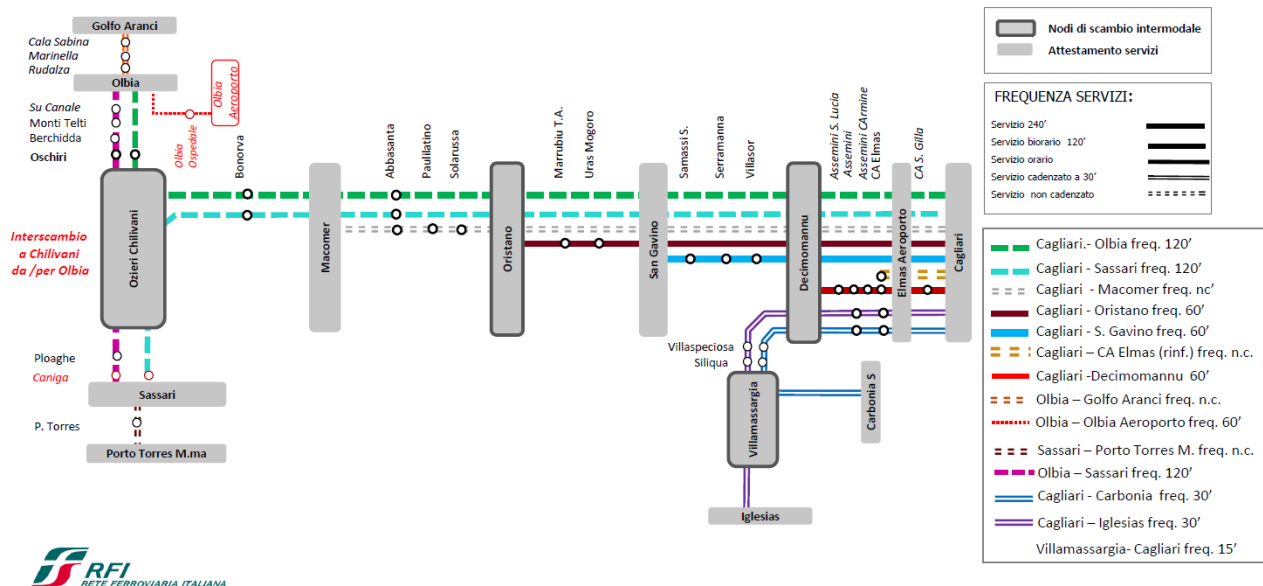 Golfo Aranci
Cala Sabina
Marinella
Rudalza
Olbia
Olbia
Aeroporto
Su Canale
Monti Telti
Berchidda
Oschiri
Olbia
Ospedale
Bonorva
Abbasanta
Paulilatino
Solarussa
Marrubiu T.A.
Uras Mogoro
Samassi S.
Serramanna
Villasor
Assemini S. Lucia
Assemini
Assemini CArmine
CA Elmas
CA S. Gilla
Interscambio
a Chilivani
da /per Olbia
Ozieri Chilivani
Macomer
Oristano
San Gavino
Decimomannu
Elmas Aeroporto
Cagliari
Ploaghe
Caniga
Sassari
P. Torres
Porto Torres M.ma
Villaspeciosa
Siliqua
Villamassargia
Carbonia S
Iglesias
Nodi di scambio intermodale
Attestamento servizi
FREQUENZA SERVIZI:
Servizio 240'
Servizio biorario 120'
Servizio orario
Servizio cadenzato a 30'
Servizio non cadenzato
Cagliari.- Olbia freq. 120'
Cagliari - Sassari freq. 120'
Cagliari - Macomer freq. nc'
Cagliari - Oristano freq. 60'
Cagliari - S. Gavino freq. 60'
Cagliari – CA Elmas (rinf.) freq. n.c.
Cagliari -Decimomannu 60'
Olbia – Golfo Aranci freq. n.c.
Olbia – Olbia Aeroporto freq. 60'
Sassari – Porto Torres M. freq. n.c.
Olbia – Sassari freq. 120'
Cagliari - Carbonia freq. 30'
Cagliari – Iglesias freq. 30'
Villamassargia- Cagliari freq. 15'
RFI
RETE FERROVIARIA ITALIANA